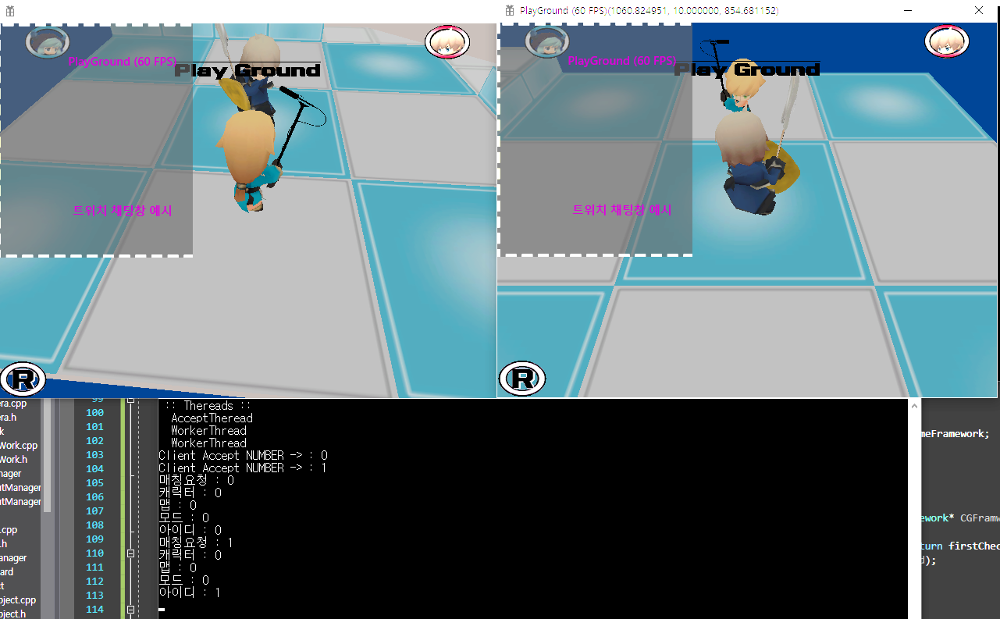 PlayGround (60 FPS)(1060.824951, 10.000000, 854.681152)
PlayGround (60 FPS)
Play Ground
트위치 채팅창 예시
R
PlayGround (60 FPS)
Play Ground
트위치 채팅창 예시
R
era.cpp
era.h
k
Work.cpp
Work.h
nager
utManager
utManager
.cpp
.h
anager
ard
ct
bject.cpp
bject.h
99
100
101
102
103
104
105
106
107
108
109
110
111
112
113
114
:: Thereads ::
AcceptTheread
WorkerThread
WorkerThread
Client Accept NUMBER -> : 0
Client Accept NUMBER -> : 1
매칭요청 : 0
캐릭터 : 0
맵 : 0
모드 : 0
아이디 : 0
매칭요청 : 1
캐릭터 : 0
맵 : 0
모드 : 0
아이디 : 1
meFramework;
ework* CGFramw
turn firstChec
d);